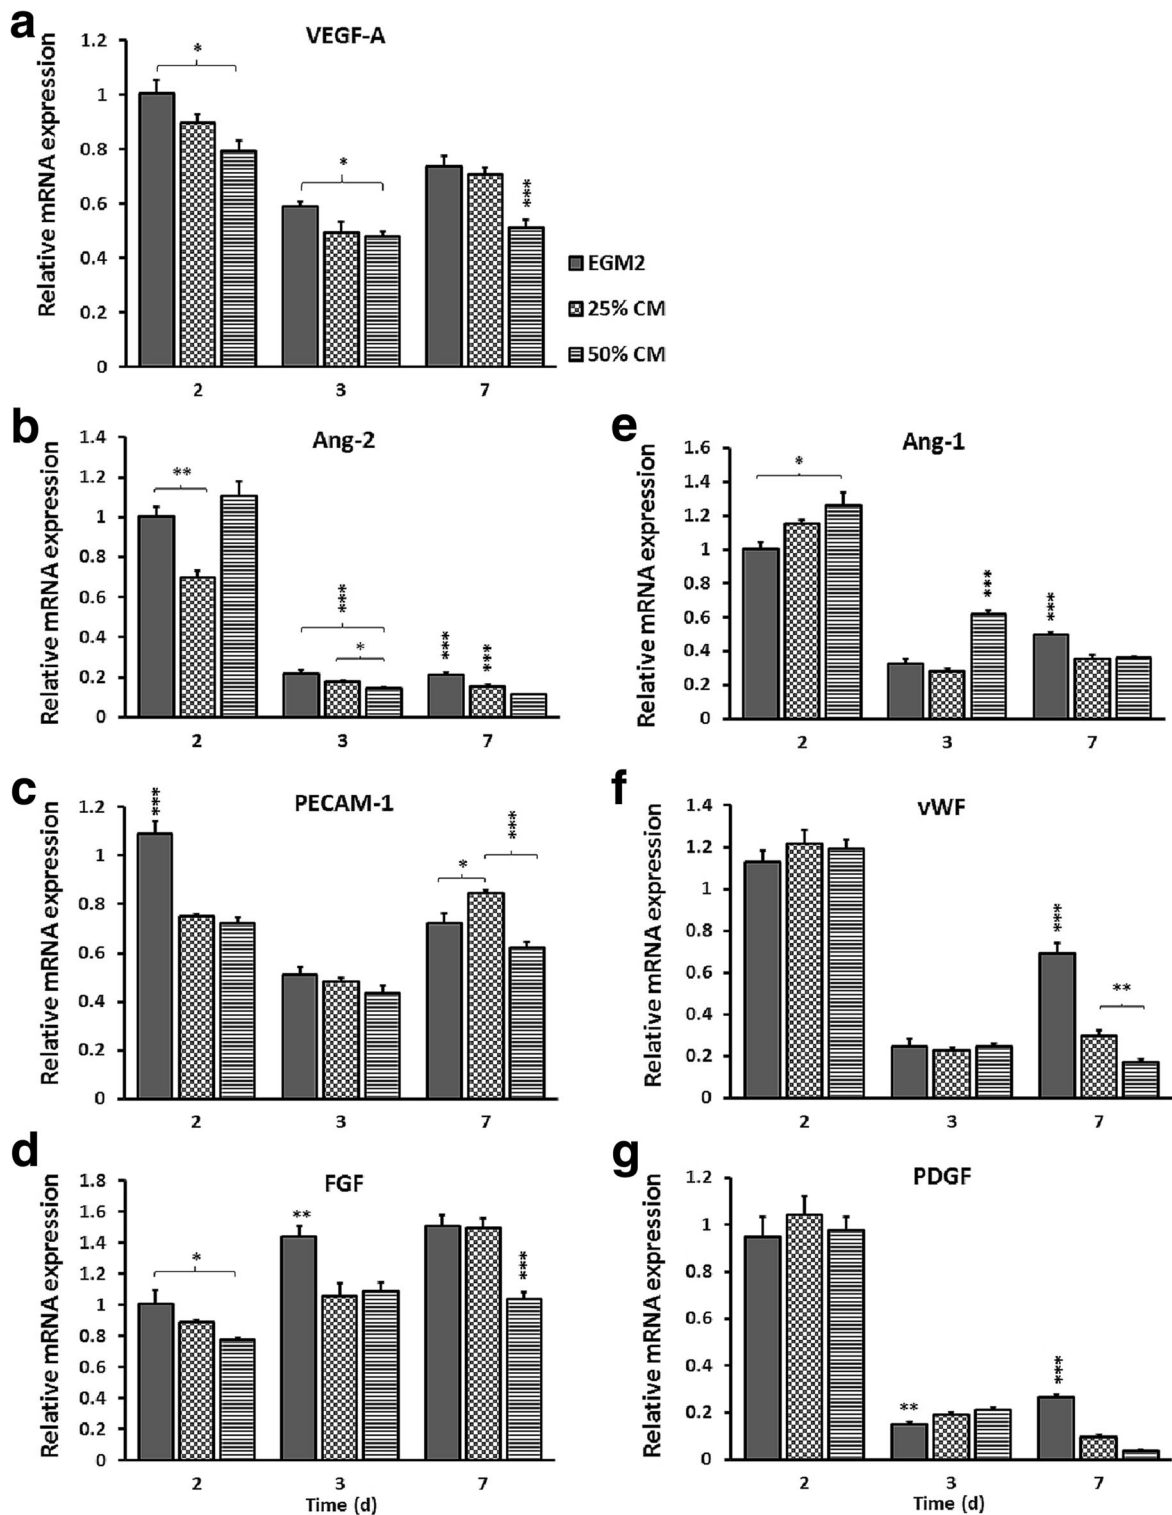 a
VEGF-A
Relative mRNA expression
1.2
1
0.8
0.6
0.4
0.2
0
*
*
***
2 3 7
EGM2
25% CM
50% CM
b
Ang-2
Relative mRNA expression
1.4
1.2
1
0.8
0.6
0.4
0.2
0
**
***
*
***
***
2 3 7
c
PECAM-1
Relative mRNA expression
1.2
1
0.8
0.6
0.4
0.2
0
***
*
***
2 3 7
d
FGF
Relative mRNA expression
1.8
1.6
1.4
1.2
1
0.8
0.6
0.4
0.2
0
*
**
***
2 3 7
Time (d)
e
Ang-1
Relative mRNA expression
1.6
1.4
1.2
1
0.8
0.6
0.4
0.2
0
*
***
***
2 3 7
f
vWF
Relative mRNA expression
1.4
1.2
1
0.8
0.6
0.4
0.2
0
***
**
2 3 7
g
PDGF
Relative mRNA expression
1.2
1
0.8
0.6
0.4
0.2
0
**
***
2 3 7
Time (d)